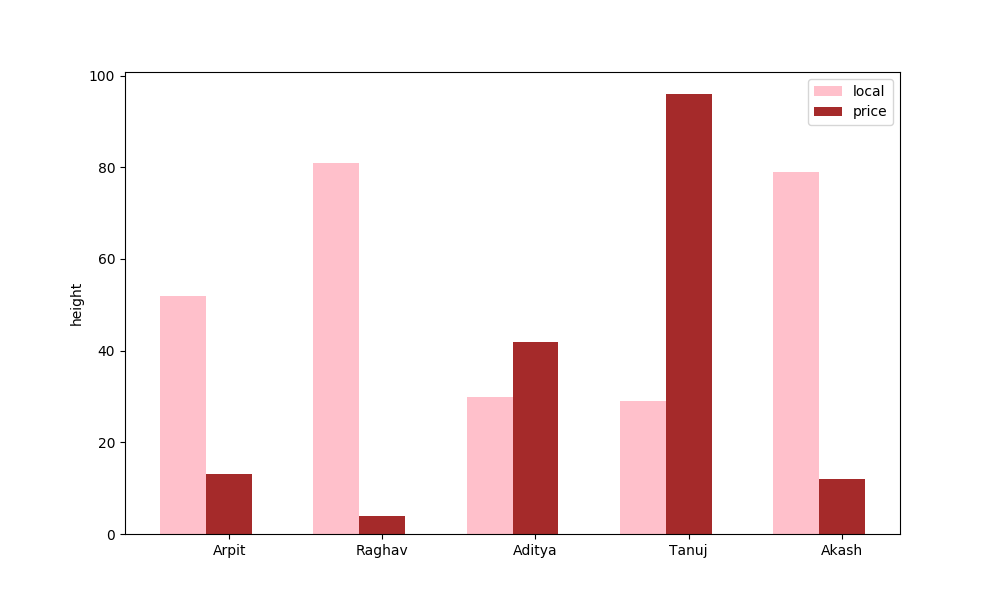 100
80
60
40
20
0
height
local
price
Arpit
Raghav
Aditya
Tanuj
Akash